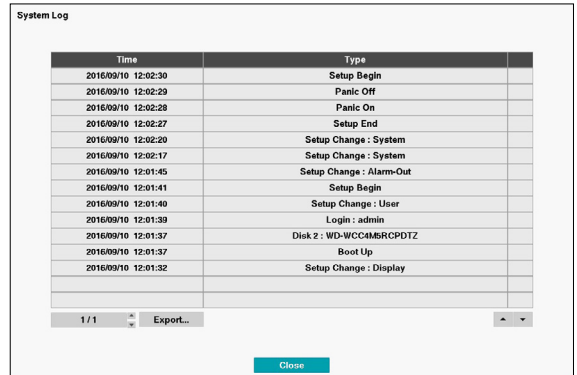 System Log
Time Type
2016/09/10 12:02:30 Setup Begin
2016/09/10 12:02:29 Panic Off
2016/09/10 12:02:28 Panic On
2016/09/10 12:02:27 Setup End
2016/09/10 12:02:20 Setup Change : System
2016/09/10 12:02:17 Setup Change : System
2016/09/10 12:01:45 Setup Change : Alarm-Out
2016/09/10 12:01:41 Setup Begin
2016/09/10 12:01:40 Setup Change : User
2016/09/10 12:01:39 Login : admin
2016/09/10 12:01:37 Disk 2 : WD-WCC4M5RCPDTZ
2016/09/10 12:01:37 Boot Up
2016/09/10 12:01:32 Setup Change : Display
1 / 1 Export...
Close